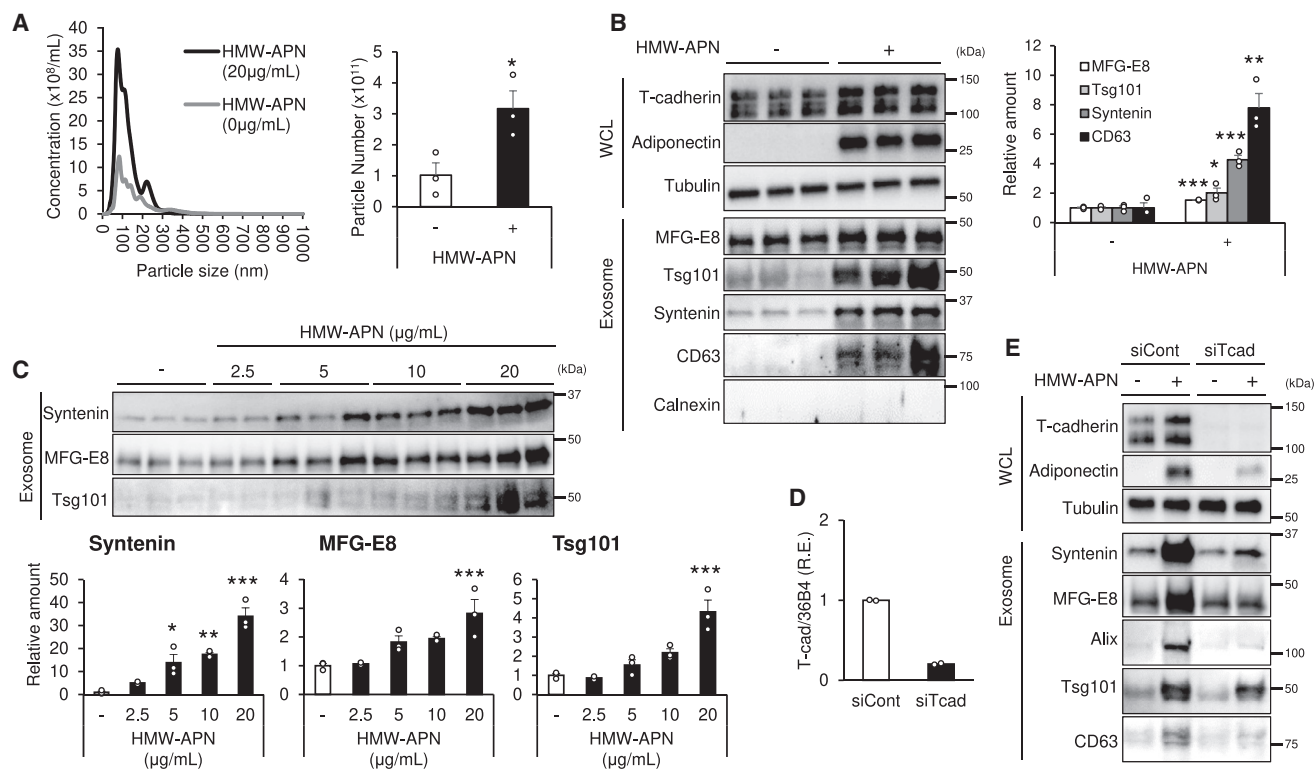 A
Concentration (x10⁸/mL)
40
35
30
25
20
15
10
5
0
0
100
200
300
400
500
600
700
800
900
1000
Particle size (nm)
HMW-APN
(20µg/mL)
HMW-APN
(0µg/mL)
Particle Number (x10¹¹)
5
4
3
2
1
0
*
- +
HMW-APN
B
HMW-APN - + (kDa)
WCL
T-cadherin 150
100
Adiponectin 25
Tubulin 50
Exosome
MFG-E8 50
Tsg101 50
Syntenin 37
CD63 75
Calnexin 100
Relative amount
12
10
8
6
4
2
0
MFG-E8
Tsg101
Syntenin
CD63
*** * *** **
- +
HMW-APN
C
HMW-APN (µg/mL)
- 2.5 5 10 20 (kDa)
Exosome
Syntenin 37
MFG-E8 50
Tsg101 50
Syntenin
Relative amount
50
40
30
20
10
0
* ** ***
- 2.5 5 10 20
HMW-APN
(µg/mL)
MFG-E8
4
3
2
1
0
***
- 2.5 5 10 20
HMW-APN
(µg/mL)
Tsg101
6
5
4
3
2
1
0
***
- 2.5 5 10 20
HMW-APN
(µg/mL)
D
T-cad/36B4 (R.E.)
2
1
0
siCont siTcad
E
siCont siTcad
HMW-APN - + - + (kDa)
WCL
T-cadherin 150
100
Adiponectin 25
Tubulin 50
Exosome
Syntenin 37
MFG-E8 50
Alix 100
Tsg101 50
CD63 75